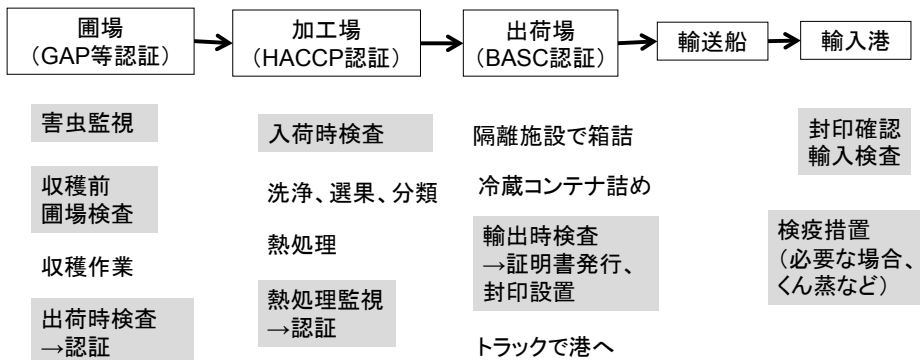 圃場
（GAP等認証）
加工場
（HACCP認証）
出荷場
（BASC認証）
輸送船
輸入港
害虫監視
収穫前
圃場検査
収穫作業
出荷時検査
→認証
入荷時検査
洗浄、選果、分類
熱処理
熱処理監視
→認証
隔離施設で箱詰
冷蔵コンテナ詰め
輸出時検査
→証明書発行、
封印設置
トラックで港へ
封印確認
輸入検査
検疫措置
（必要な場合、
くん蒸など）